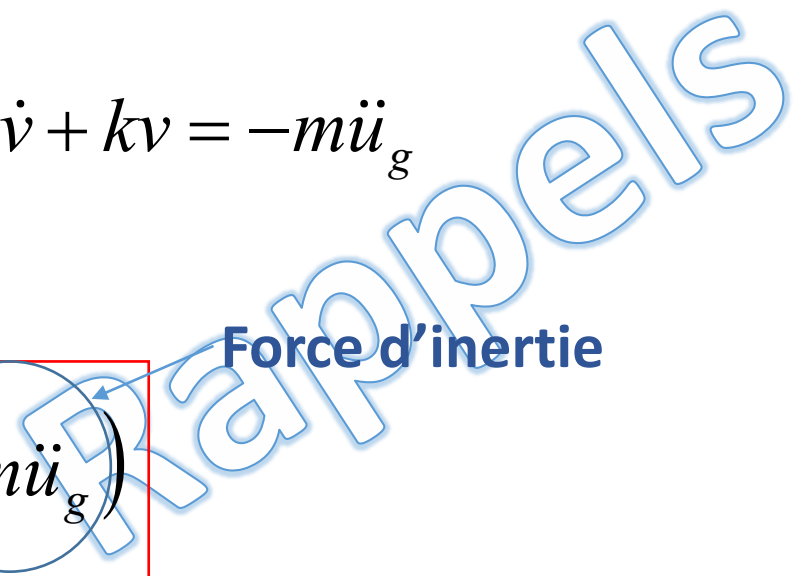 v̇ + kv = −mü_g
Rappels
Force d'inertie
mü_g)